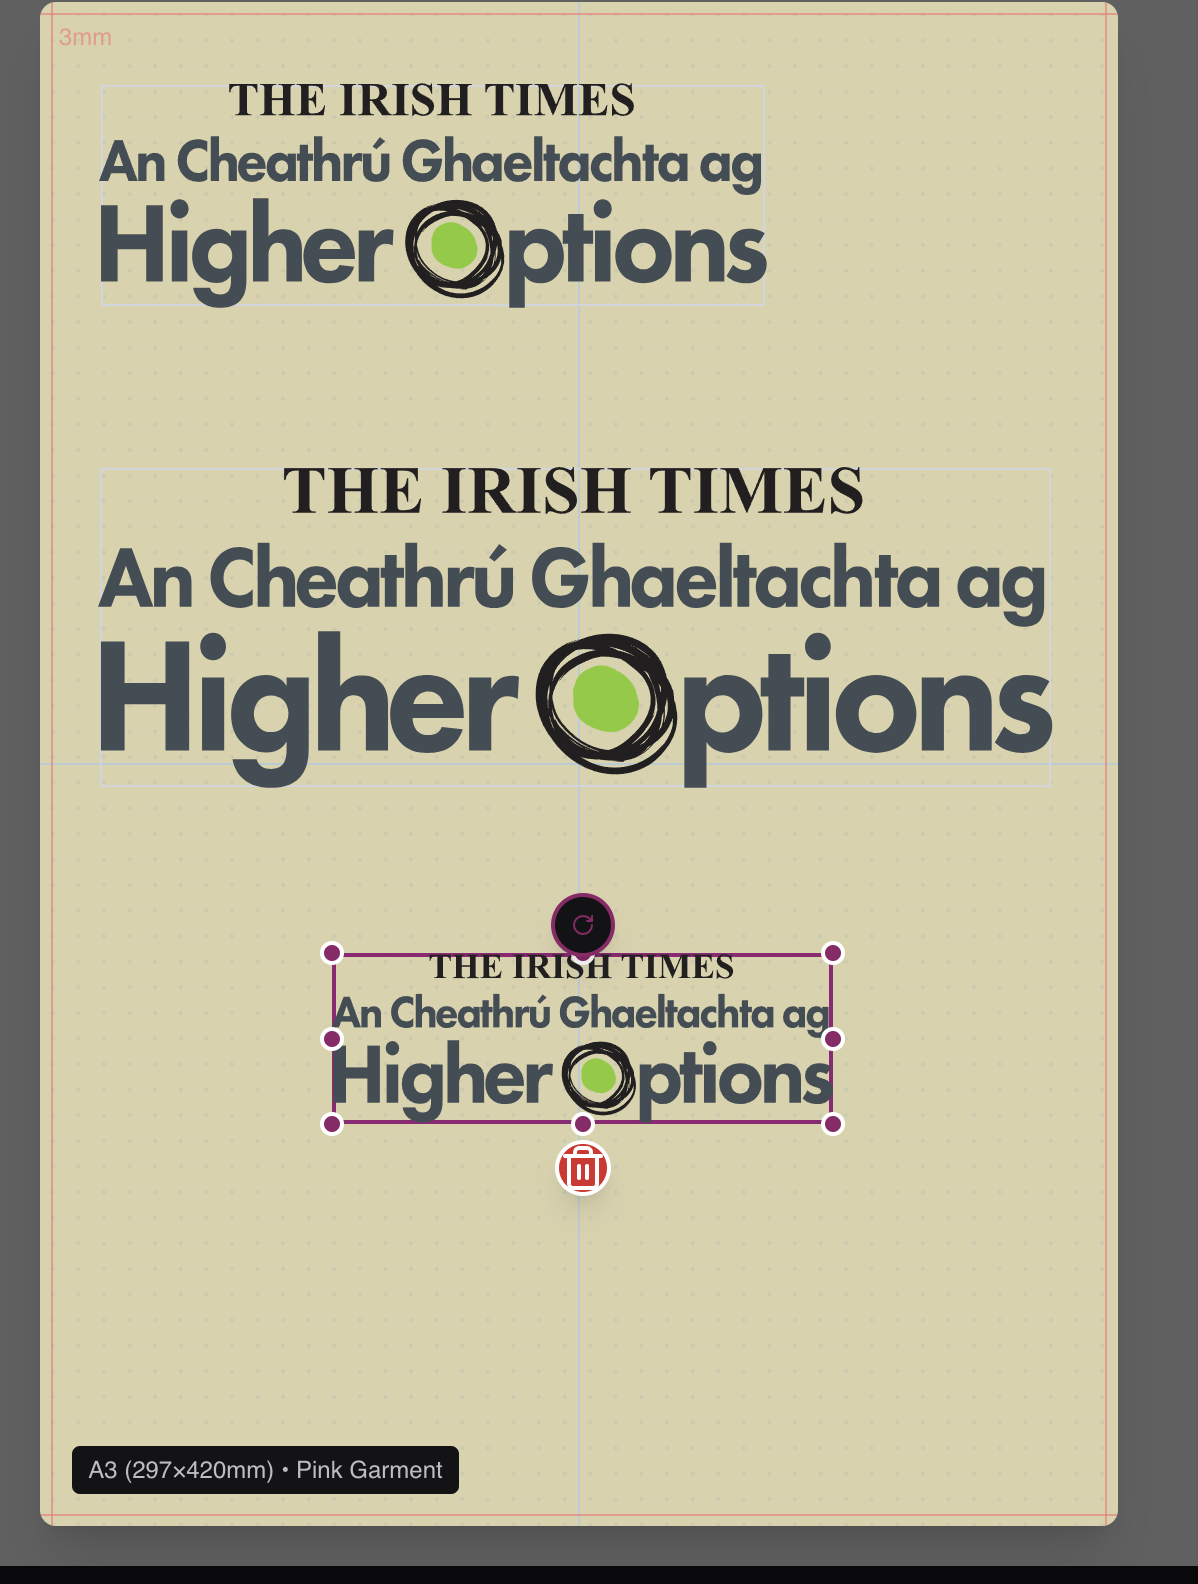 3mm
THE IRISH TIMES
An Cheathrú Ghaeltachta ag
Higher Options
THE IRISH TIMES
An Cheathrú Ghaeltachta ag
Higher Options
THE IRISH TIMES
An Cheathrú Ghaeltachta ag
Higher Options
A3 (297×420mm) • Pink Garment